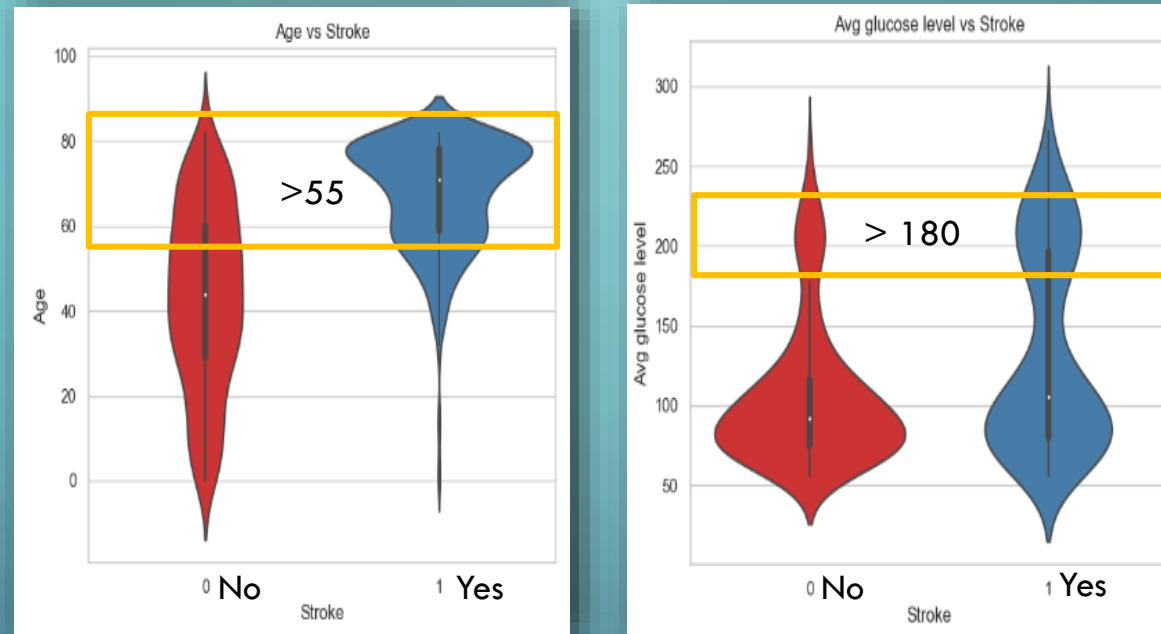 Age vs Stroke
100
80
60
40
20
0
Age
>55
0 No
1 Yes
Stroke
Avg glucose level vs Stroke
300
250
200
150
100
50
Avg glucose level
> 180
0 No
1 Yes
Stroke